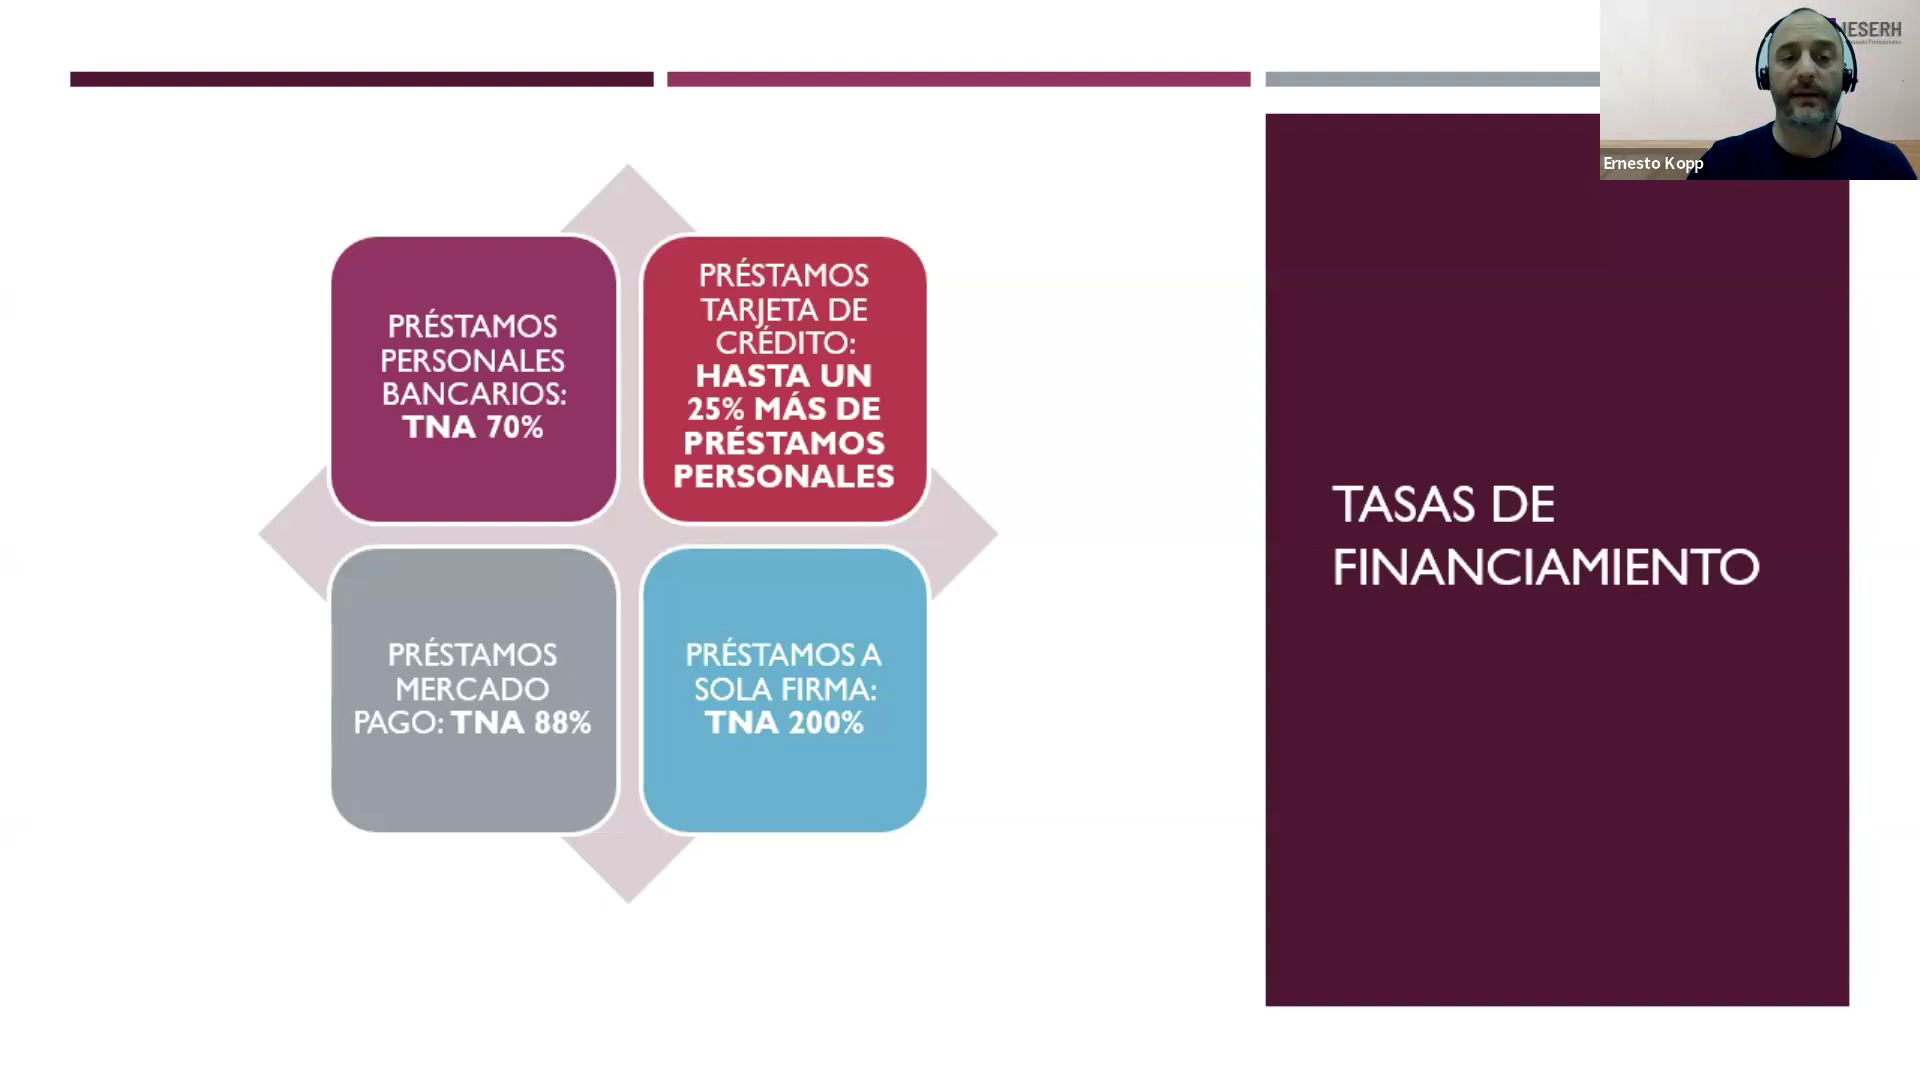 PRÉSTAMOS
PERSONALES
BANCARIOS:
TNA 70%
PRÉSTAMOS
TARJETA DE
CRÉDITO:
HASTA UN
25% MÁS DE
PRÉSTAMOS
PERSONALES
PRÉSTAMOS
MERCADO
PAGO: TNA 88%
PRÉSTAMOS A
SOLA FIRMA:
TNA 200%
TASAS DE
FINANCIAMIENTO
IESERH
Ernesto Kopp